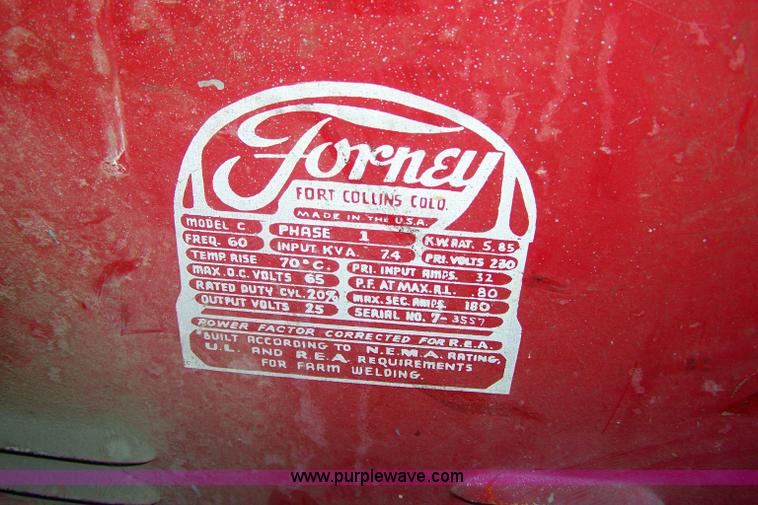 Forney
FORT COLLINS COLO.
MADE IN THE U.S.A.
MODEL C.
PHASE 1
K.W. RAT. 5.85
FREQ. 60
INPUT KVA. 7.4
PRI. VOLTS 230
TEMP. RISE 70° C.
PRI. INPUT AMPS. 32
MAX. O.C. VOLTS 65
P.F. AT MAX. R.L. .80
RATED DUTY CYL. 20%
MAX. SEC. AMPS. 180
OUTPUT VOLTS 25
SERIAL NO. 7-3557
POWER FACTOR CORRECTED FOR R.E.A.
BUILT ACCORDING TO N.E.M.A. RATING,
U.L. AND R.E.A. REQUIREMENTS
FOR FARM WELDING.
www.purplewave.com